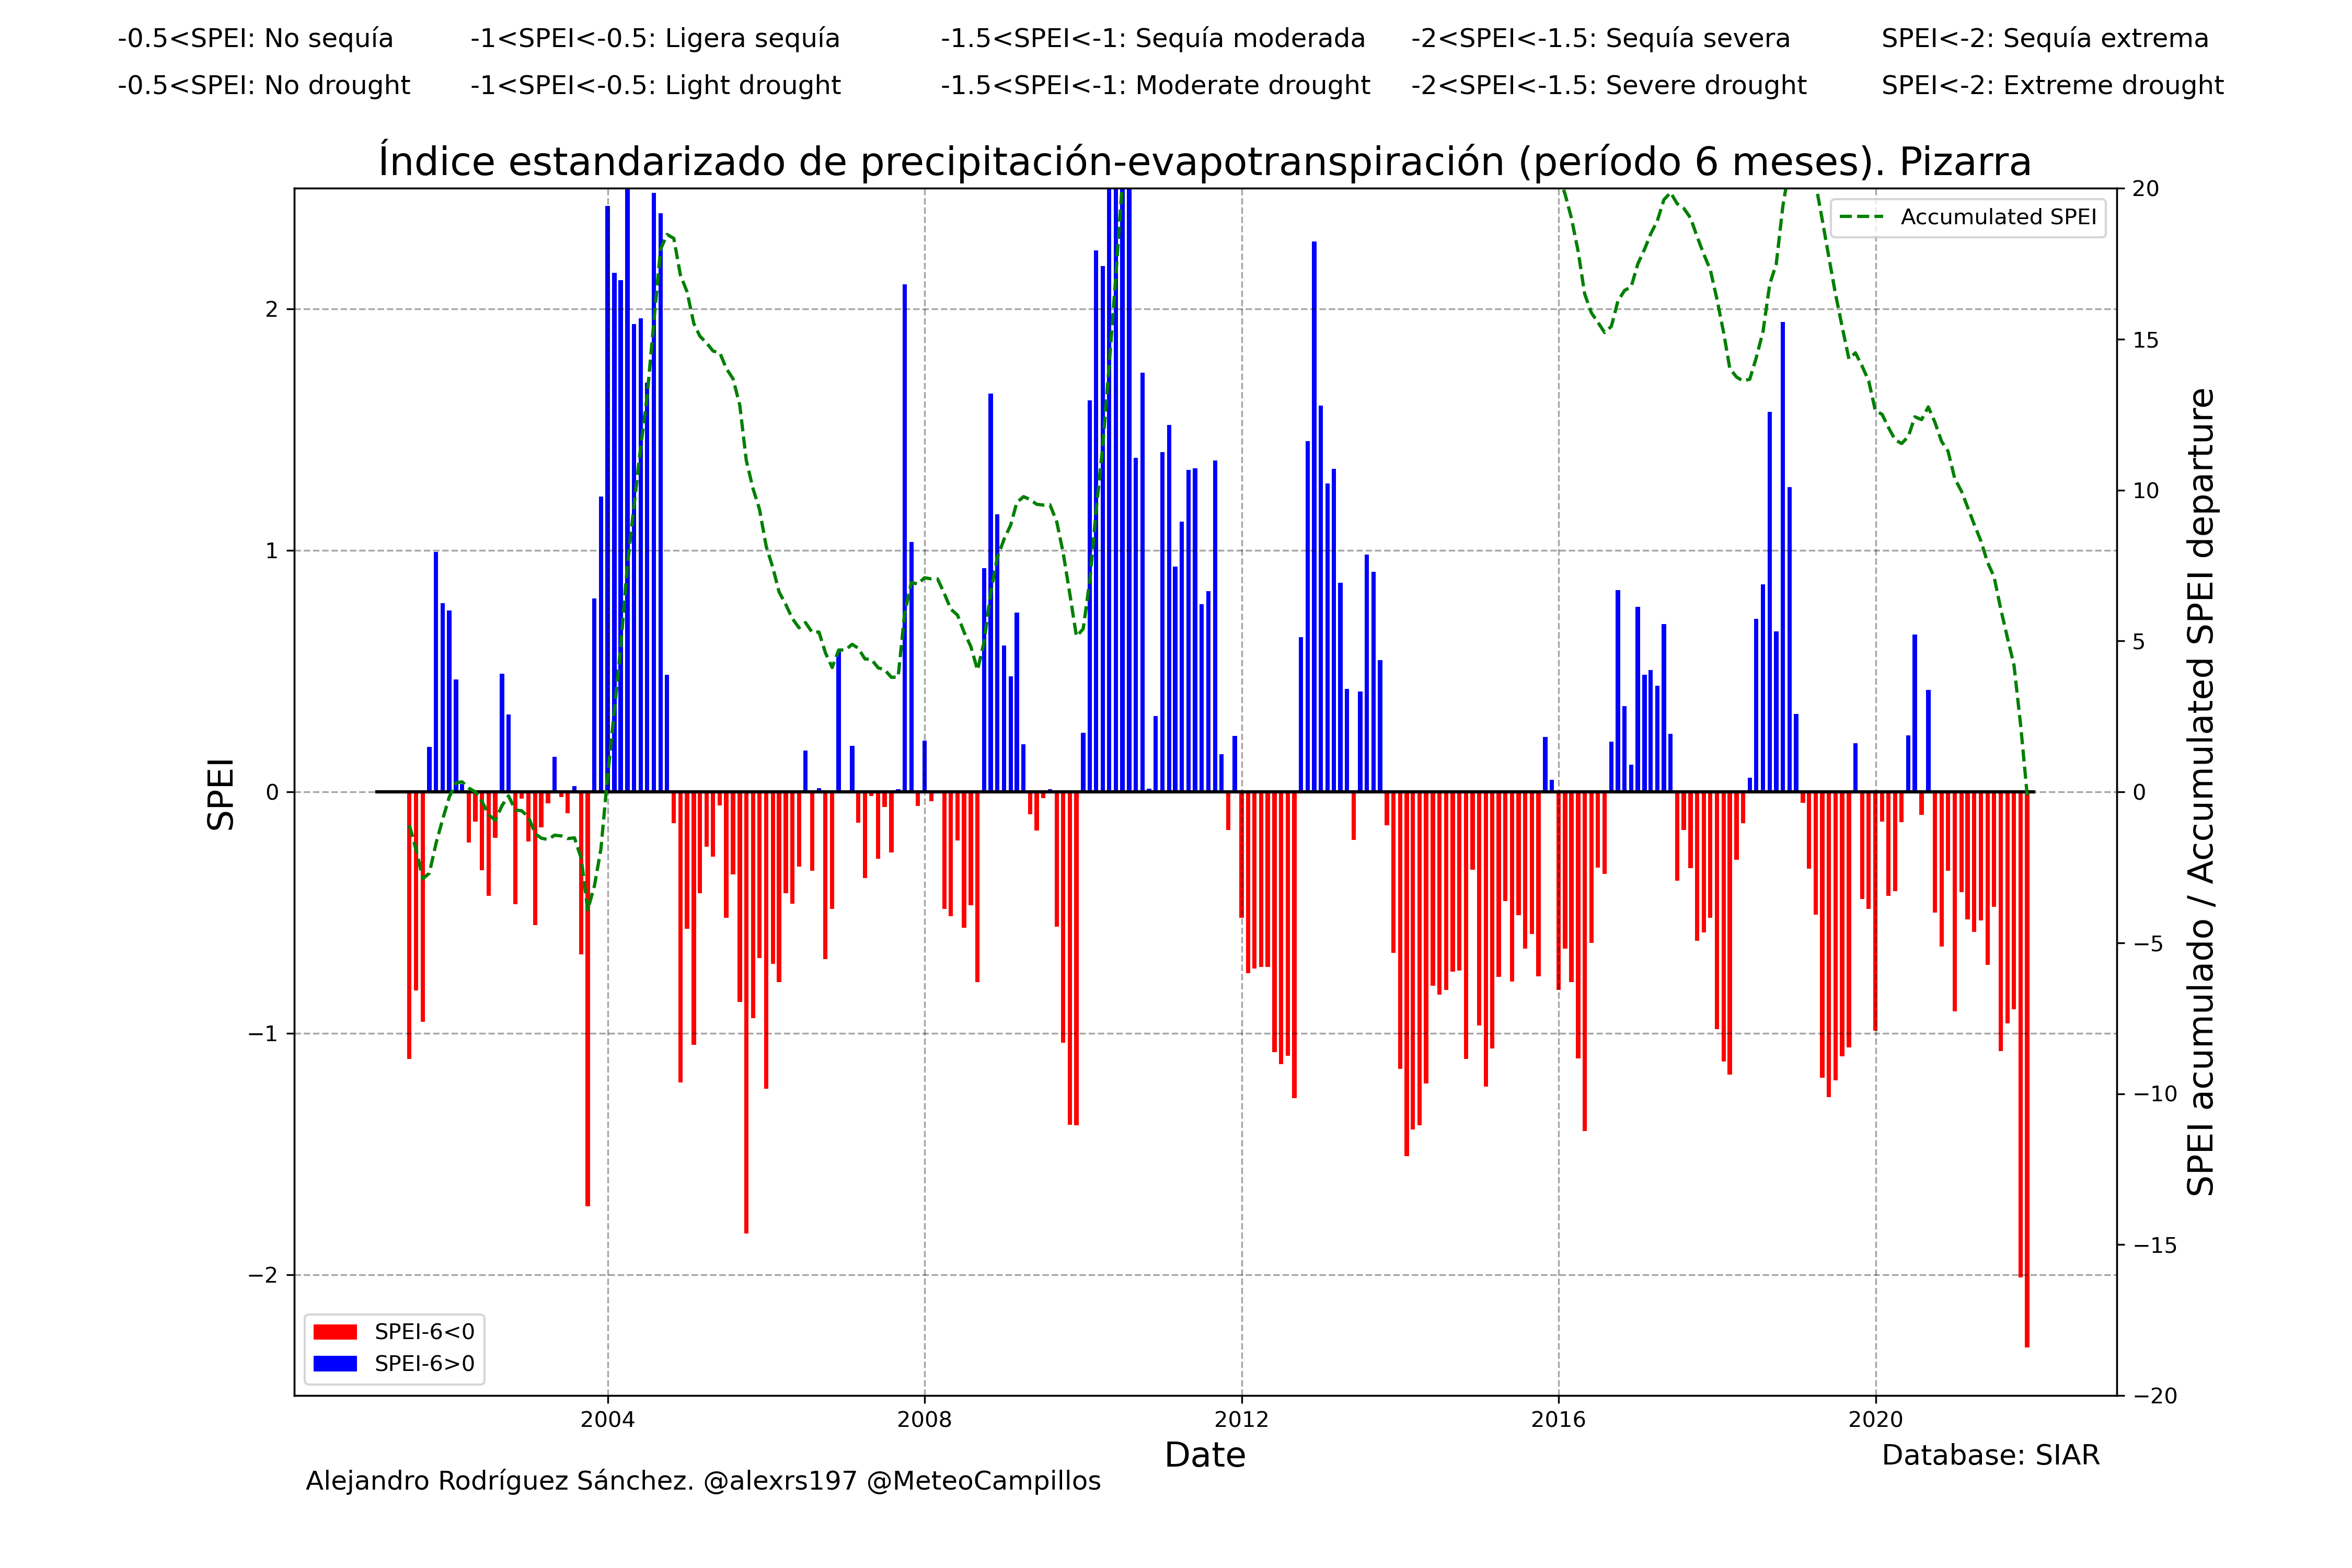 -0.5<SPEI: No sequía -1<SPEI<-0.5: Ligera sequía -1.5<SPEI<-1: Sequía moderada -2<SPEI<-1.5: Sequía severa SPEI<-2: Sequía extrema
-0.5<SPEI: No drought -1<SPEI<-0.5: Light drought -1.5<SPEI<-1: Moderate drought -2<SPEI<-1.5: Severe drought SPEI<-2: Extreme drought
Índice estandarizado de precipitación-evapotranspiración (período 6 meses). Pizarra
Accumulated SPEI
SPEI
2
1
0
−1
−2
20
15
10
5
0
−5
−10
−15
−20
SPEI acumulado / Accumulated SPEI departure
SPEI-6<0
SPEI-6>0
2004 2008 2012 2016 2020
Date
Database: SIAR
Alejandro Rodríguez Sánchez. @alexrs197 @MeteoCampillos